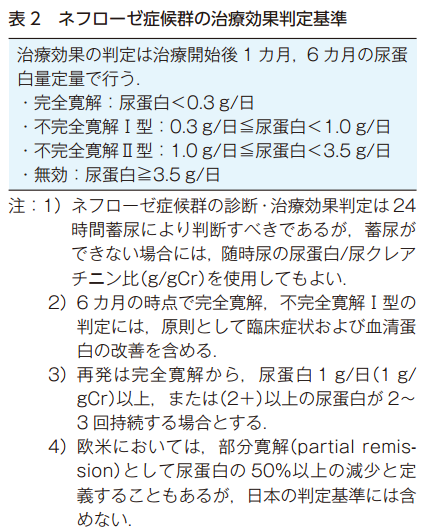 表 2　ネフローゼ症候群の治療効果判定基準
治療効果の判定は治療開始後 1 カ月，6 カ月の尿蛋
白量定量で行う．
・完全寛解：尿蛋白＜0.3 g/日
・不完全寛解Ⅰ型：0.3 g/日≦尿蛋白＜1.0 g/日
・不完全寛解Ⅱ型：1.0 g/日≦尿蛋白＜3.5 g/日
・無効：尿蛋白≧3.5 g/日
注：1）ネフローゼ症候群の診断・治療効果判定は 24
時間蓄尿により判断すべきであるが，蓄尿が
できない場合には，随時尿の尿蛋白/尿クレア
チニン比(g/gCr)を使用してもよい．
2）6 カ月の時点で完全寛解，不完全寛解Ⅰ型の
判定には，原則として臨床症状および血清蛋
白の改善を含める．
3）再発は完全寛解から，尿蛋白 1 g/日(1 g/
gCr)以上，または(2＋)以上の尿蛋白が 2～
3 回持続する場合とする．
4）欧米においては，部分寛解(partial remis-
sion)として尿蛋白の 50%以上の減少と定
義することもあるが，日本の判定基準には含
めない．